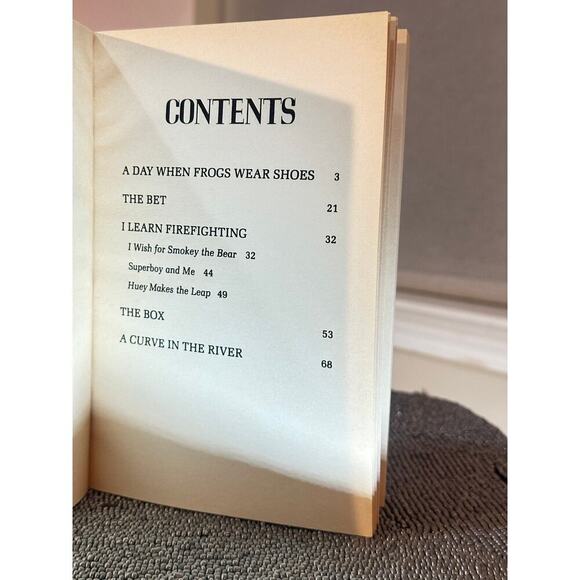 CONTENTS
A DAY WHEN FROGS WEAR SHOES 3
THE BET 21
I LEARN FIREFIGHTING 32
I Wish for Smokey the Bear 32
Superboy and Me 44
Huey Makes the Leap 49
THE BOX 53
A CURVE IN THE RIVER 68